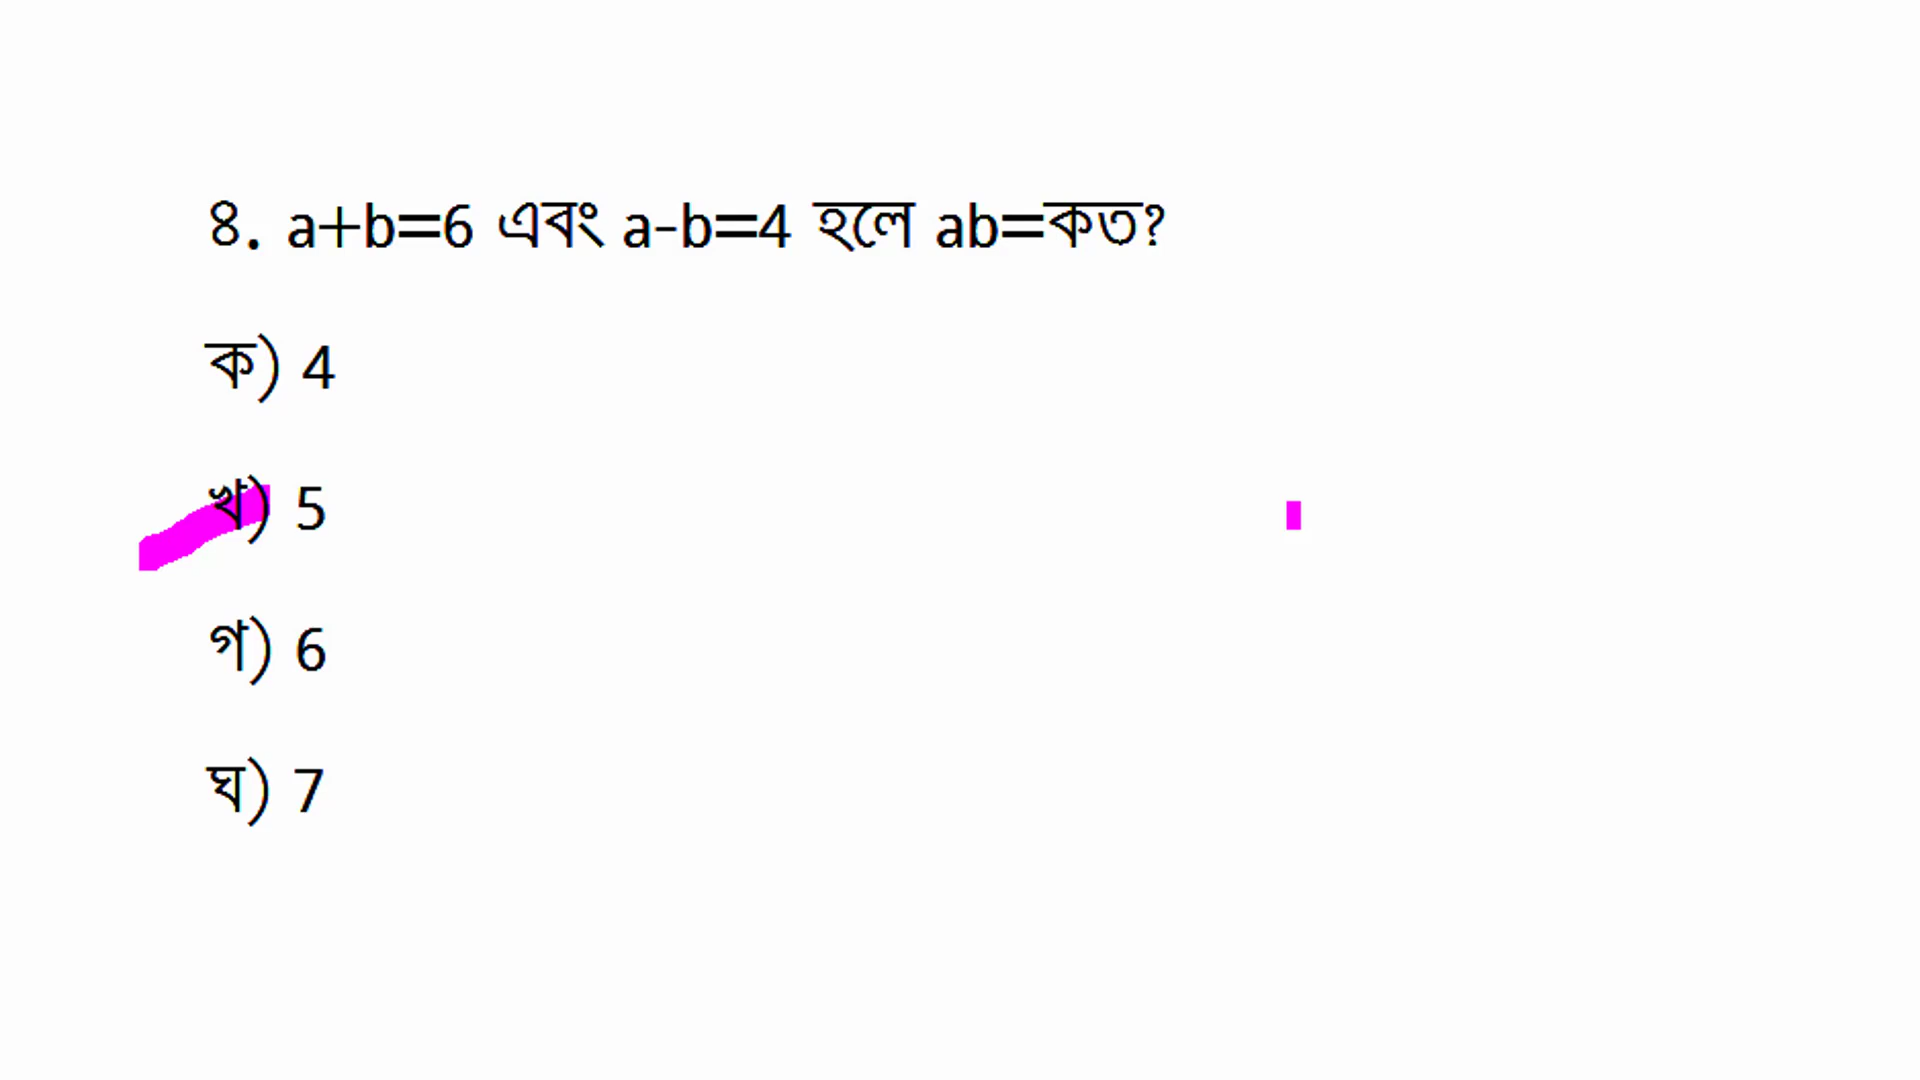 ৪. a+b=6 এবং a-b=4 হলে ab=কত?
ক) 4
খ) 5
গ) 6
ঘ) 7